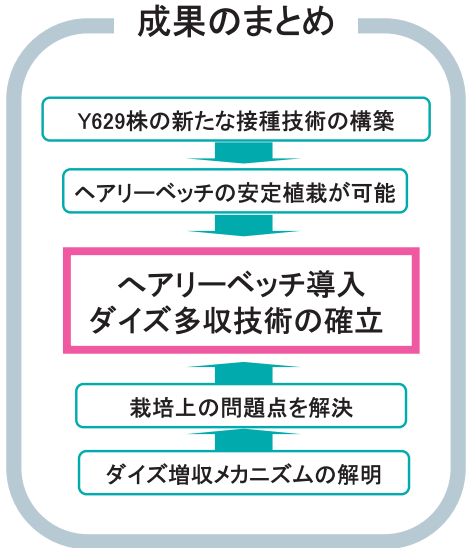 成果のまとめ
Y629株の新たな接種技術の構築
ヘアリーベッチの安定植栽が可能
ヘアリーベッチ導入
ダイズ多収技術の確立
栽培上の問題点を解決
ダイズ増収メカニズムの解明